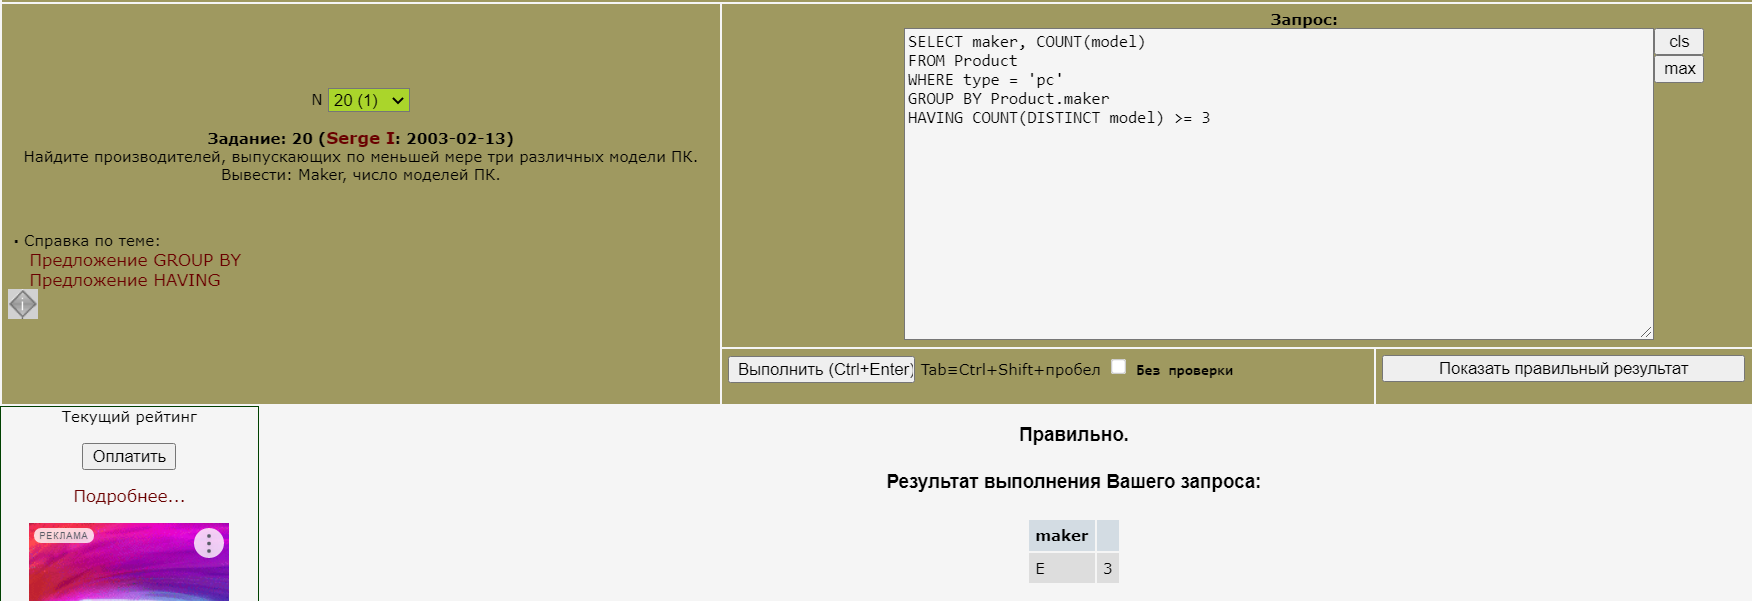 N 20 (1)
Задание: 20 (Serge I: 2003-02-13)
Найдите производителей, выпускающих по меньшей мере три различных модели ПК.
Вывести: Maker, число моделей ПК.
· Справка по теме:
Предложение GROUP BY
Предложение HAVING
i
Запрос:
SELECT maker, COUNT(model)
FROM Product
WHERE type = 'pc'
GROUP BY Product.maker
HAVING COUNT(DISTINCT model) >= 3
cls
max
Выполнить (Ctrl+Enter) Tab≡Ctrl+Shift+пробел Без проверки
Показать правильный результат
Текущий рейтинг
Оплатить
Подробнее...
РЕКЛАМА
Правильно.
Результат выполнения Вашего запроса:
maker
E 3